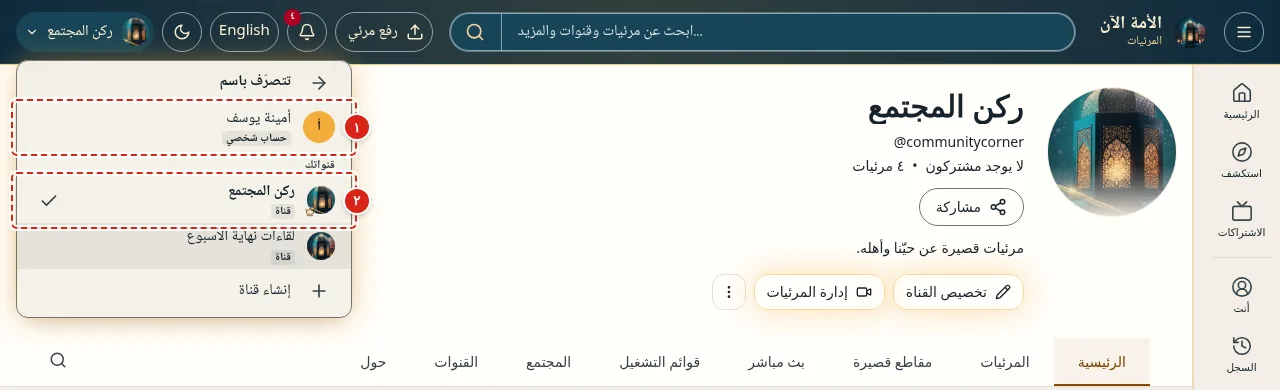 الأمة الآن
المرئيات
ابحث عن مرئيات وقنوات والمزيد...
رفع مرئي
٤
English
ركن المجتمع
تتصرّف باسم
أ
أمينة يوسف
حساب شخصي
١
قنواتك
ركن المجتمع
قناة
٢
لقاءات نهاية الأسبوع
قناة
إنشاء قناة
ركن المجتمع
@communitycorner
لا يوجد مشتركون • ٤ مرئيات
مشاركة
مرئيات قصيرة عن حيّنا وأهله.
تخصيص القناة
إدارة المرئيات
الرئيسية
المرئيات
مقاطع قصيرة
بث مباشر
قوائم التشغيل
المجتمع
القنوات
حول
الرئيسية
استكشف
الاشتراكات
أنت
السجل